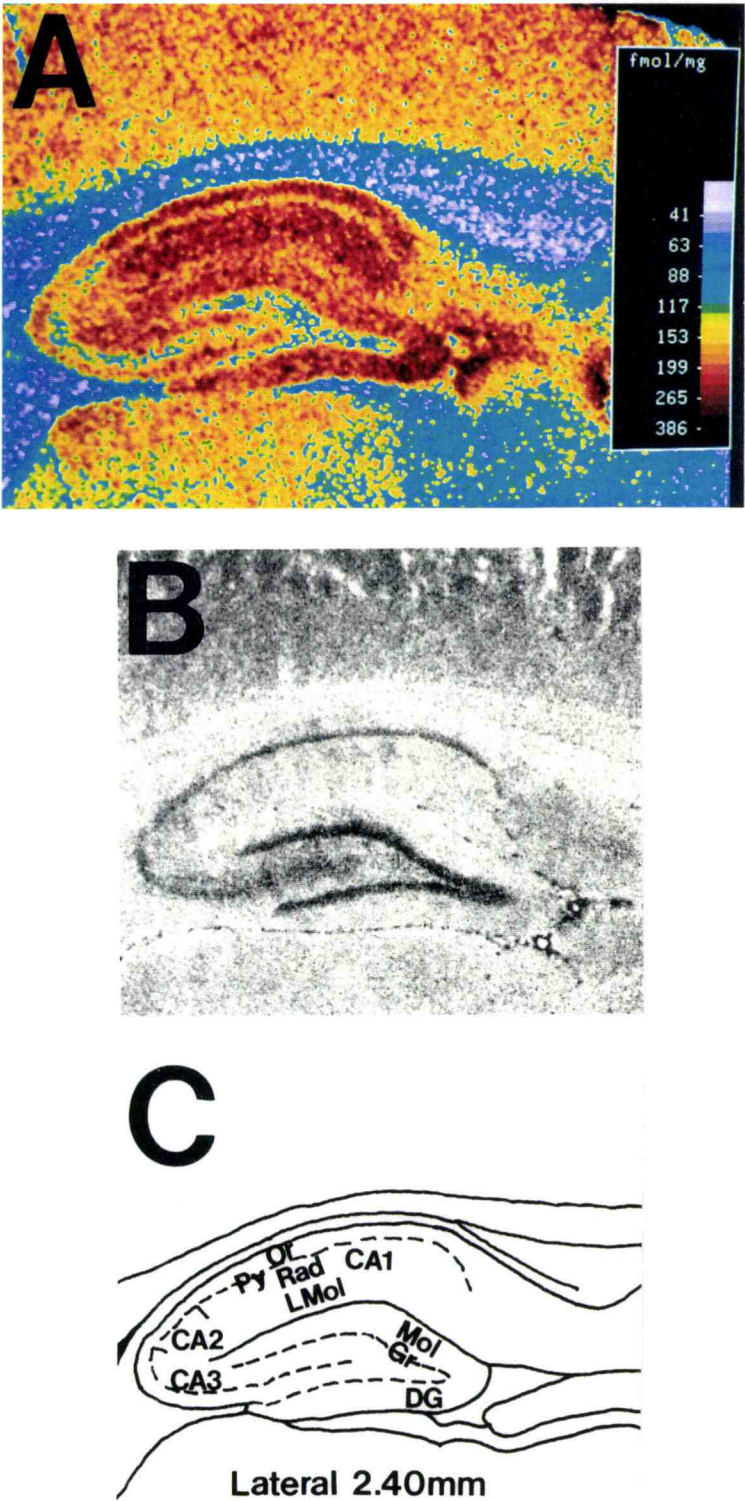 A
fmol/mg
41
63
88
117
153
199
265
386
B
C
Or
Py Rad CA1
LMol
CA2
Mol
Gr
CA3
DG
Lateral 2.40mm